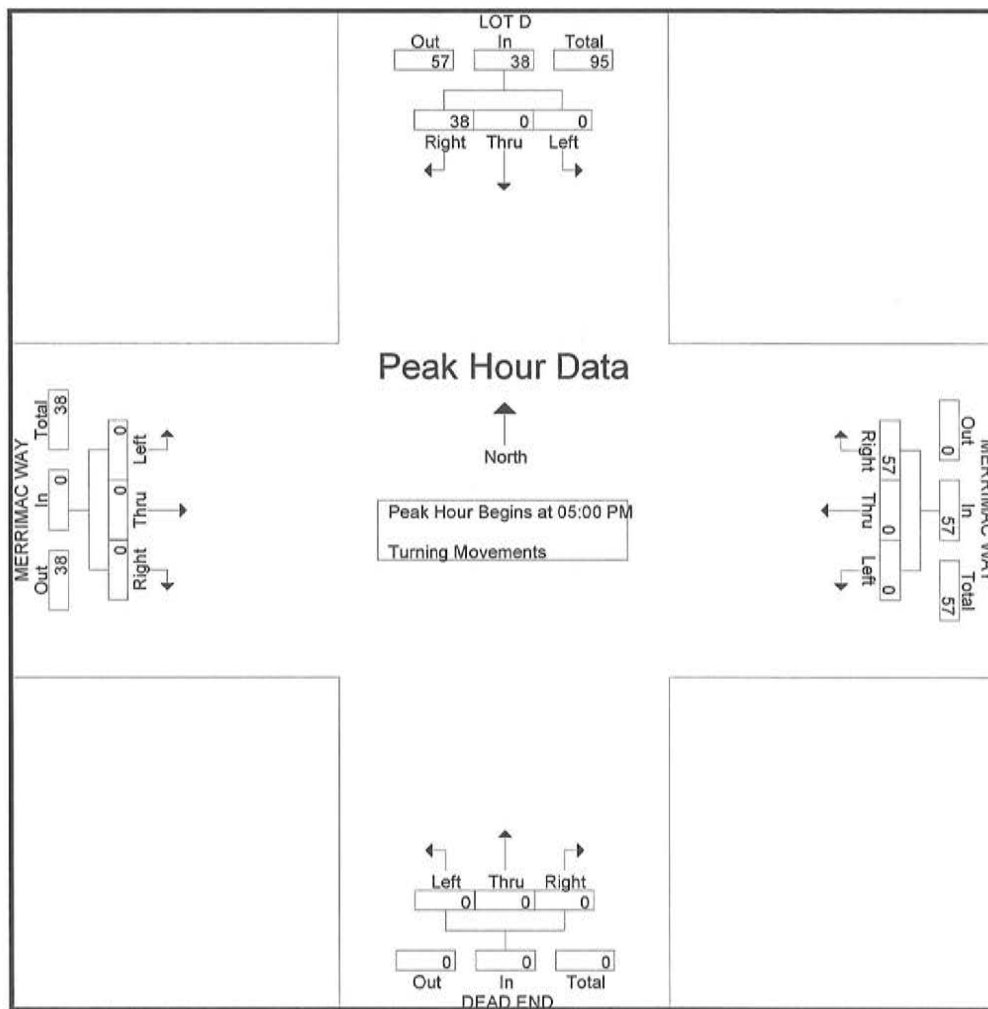 LOT D
Out In Total
57 38 95
38 0 0
Right Thru Left
Peak Hour Data
North
Peak Hour Begins at 05:00 PM
Turning Movements
MERRIMAC WAY
Total In Out
38 0 38
0 0 0
Left Thru Right
MERRIMAC WAY
Out In Total
0 57 57
57 0 0
Right Thru Left
Left Thru Right
0 0 0
0 0 0
Out In Total
DEAD END